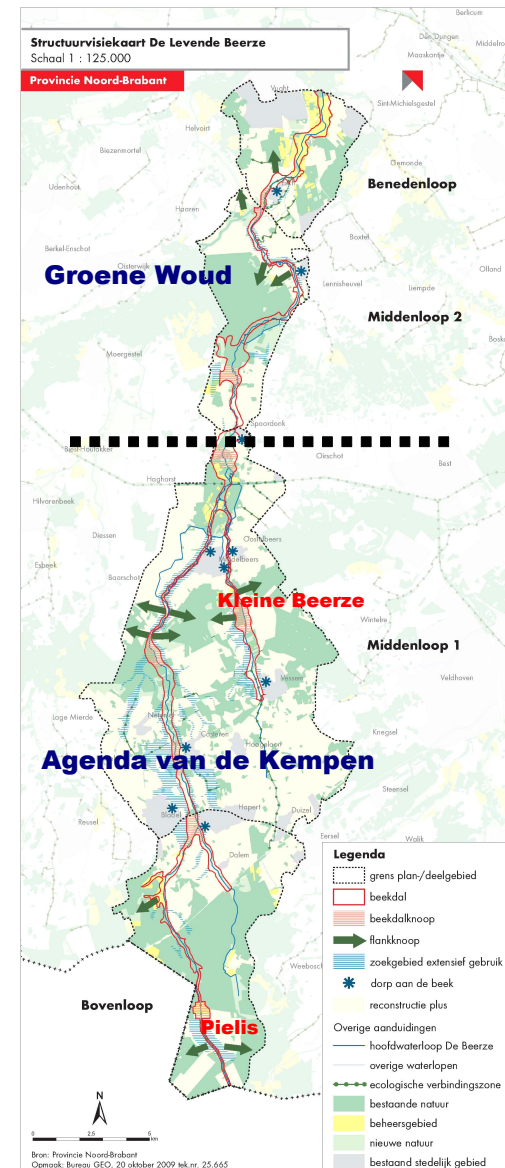 Berlicum
Structuurvisiekaart De Levende Beerze
Schaal 1 : 125.000
Provincie Noord-Brabant
Den Dungen
Maaskantje
Vught
Sint-Michielsgestel
Helvoirt
Biezenmortel
Gemonde
Benedenloop
Udenhout
Haaren
Boxtel
Berkel-Enschot
Oisterwijk
Groene Woud
Olland
Lennisheuvel
Liempde
Middenloop 2
Moergestel
Spoordonk
Biest-Houtakker
Oirschot
Best
Haghorst
Hilvarenbeek
Diessen
Oostelbeers
Middelbeers
Esbeek
Baarschot
Kleine Beerze
Wintelre
Middenloop 1
Vessem
Veldhoven
Lage Mierde
Netersel
Casteren
Hoogeloon
Knegsel
Agenda van de Kempen
Steensel
Hapert
Duizel
Reusel
Bladel
Eersel
Walik
Dalem
Legenda
grens plan-/deelgebied
beekdal
beekdalknoop
flankknoop
zoekgebied extensief gebruik
dorp aan de beek
reconstructie plus
Overige aanduidingen
hoofdwaterloop De Beerze
overige waterlopen
ecologische verbindingszone
bestaande natuur
beheersgebied
nieuwe natuur
bestaand stedelijk gebied
Bovenloop
Pielis
N
0 2,5 5
km
Bron: Provincie Noord-Brabant
Opmaak: Bureau GEO, 20 oktober 2009 tek.nr. 25.665